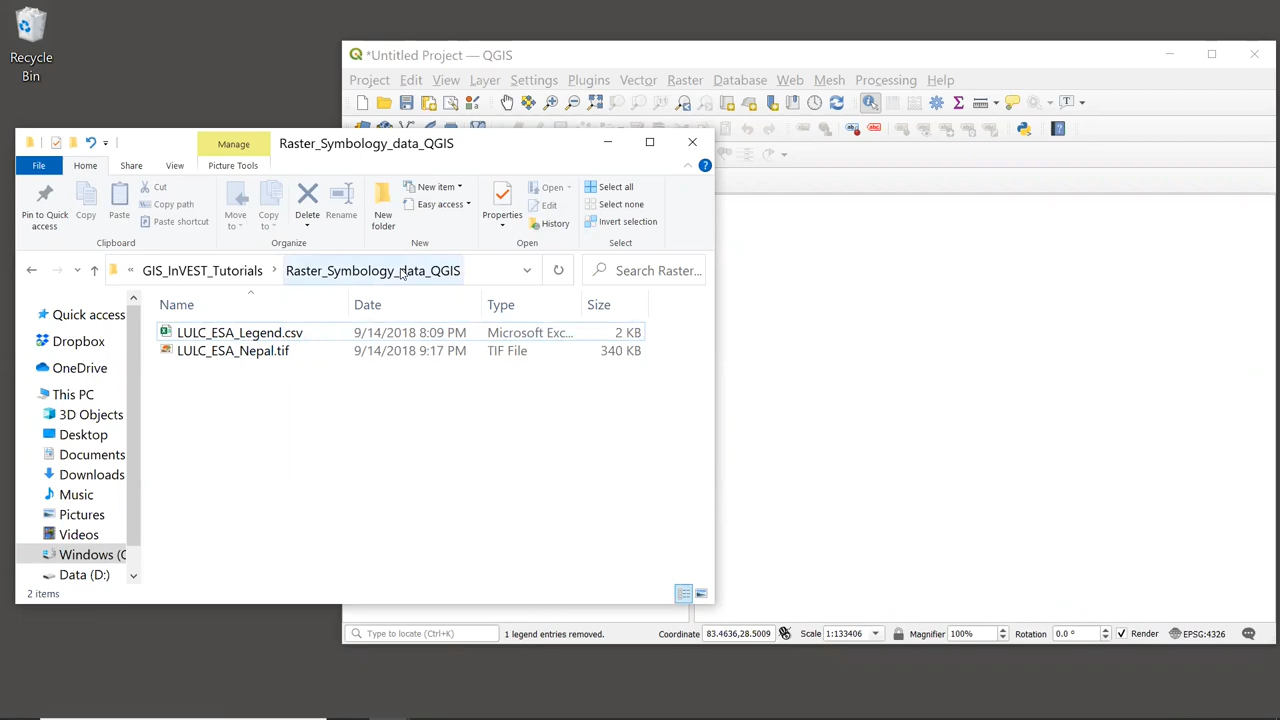 Recycle
Bin
*Untitled Project — QGIS
Project Edit View Layer Settings Plugins Vector Raster Database Web Mesh Processing Help
Manage
Raster_Symbology_data_QGIS
File Home Share View Picture Tools
Pin to Quick access
Copy
Paste
Cut
Copy path
Paste shortcut
Clipboard
Move to
Copy to
Delete
Rename
Organize
New folder
New item
Easy access
New
Properties
Open
Edit
History
Open
Select all
Select none
Invert selection
Select
« GIS_InVEST_Tutorials > Raster_Symbology_data_QGIS
Search Raster...
Name Date Type Size
LULC_ESA_Legend.csv 9/14/2018 8:09 PM Microsoft Exc... 2 KB
LULC_ESA_Nepal.tif 9/14/2018 9:17 PM TIF File 340 KB
Quick access
Dropbox
OneDrive
This PC
3D Objects
Desktop
Documents
Downloads
Music
Pictures
Videos
Windows (C
Data (D:)
2 items
Type to locate (Ctrl+K) 1 legend entries removed. Coordinate 83.4636,28.5009 Scale 1:133406 Magnifier 100% Rotation 0.0 ° Render EPSG:4326